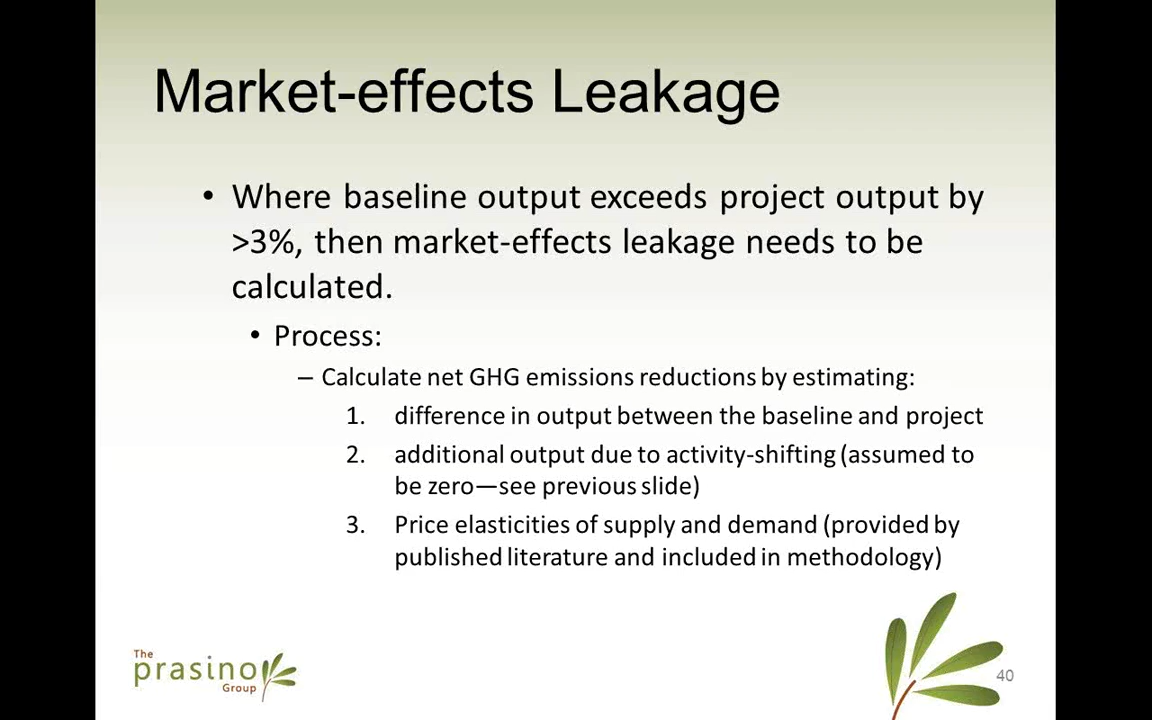 Market-effects Leakage
• Where baseline output exceeds project output by
>3%, then market-effects leakage needs to be
calculated.
• Process:
– Calculate net GHG emissions reductions by estimating:
1. difference in output between the baseline and project
2. additional output due to activity-shifting (assumed to
be zero—see previous slide)
3. Price elasticities of supply and demand (provided by
published literature and included in methodology)
The
prasino
Group
40